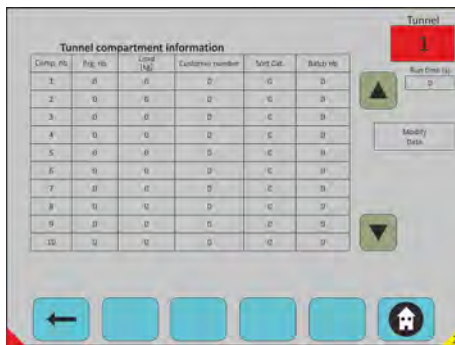 Tunnel
1
Tunnel compartment information
Run time (s)
0
Comp. nb. Prg. nb. Load [kg] Customer number Sort Cat. Batch nb
1 0 0 0 0 0
2 0 0 0 0 0
3 0 0 0 0 0
4 0 0 0 0 0
5 0 0 0 0 0
6 0 0 0 0 0
7 0 0 0 0 0
8 0 0 0 0 0
9 0 0 0 0 0
10 0 0 0 0 0
Modify
Data